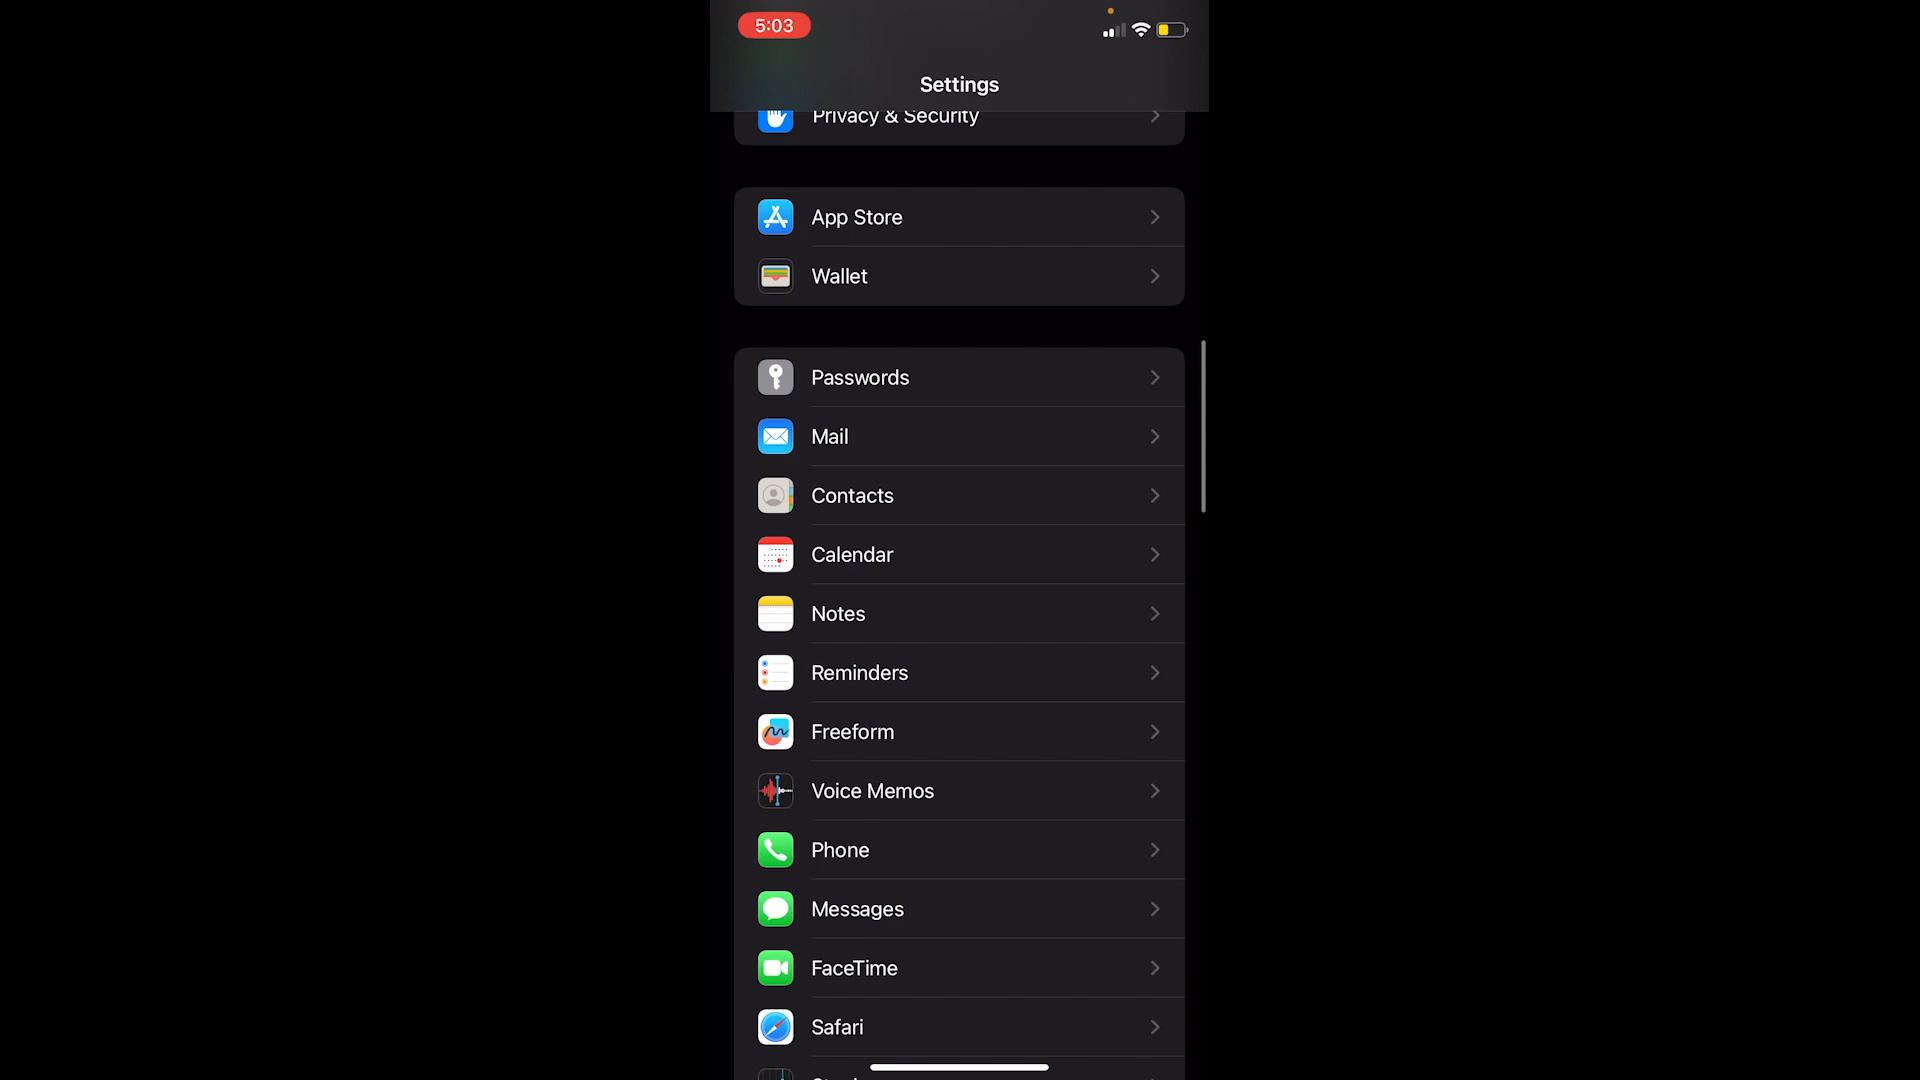 5:03
Settings
Privacy & Security
App Store
Wallet
Passwords
Mail
Contacts
Calendar
Notes
Reminders
Freeform
Voice Memos
Phone
Messages
FaceTime
Safari